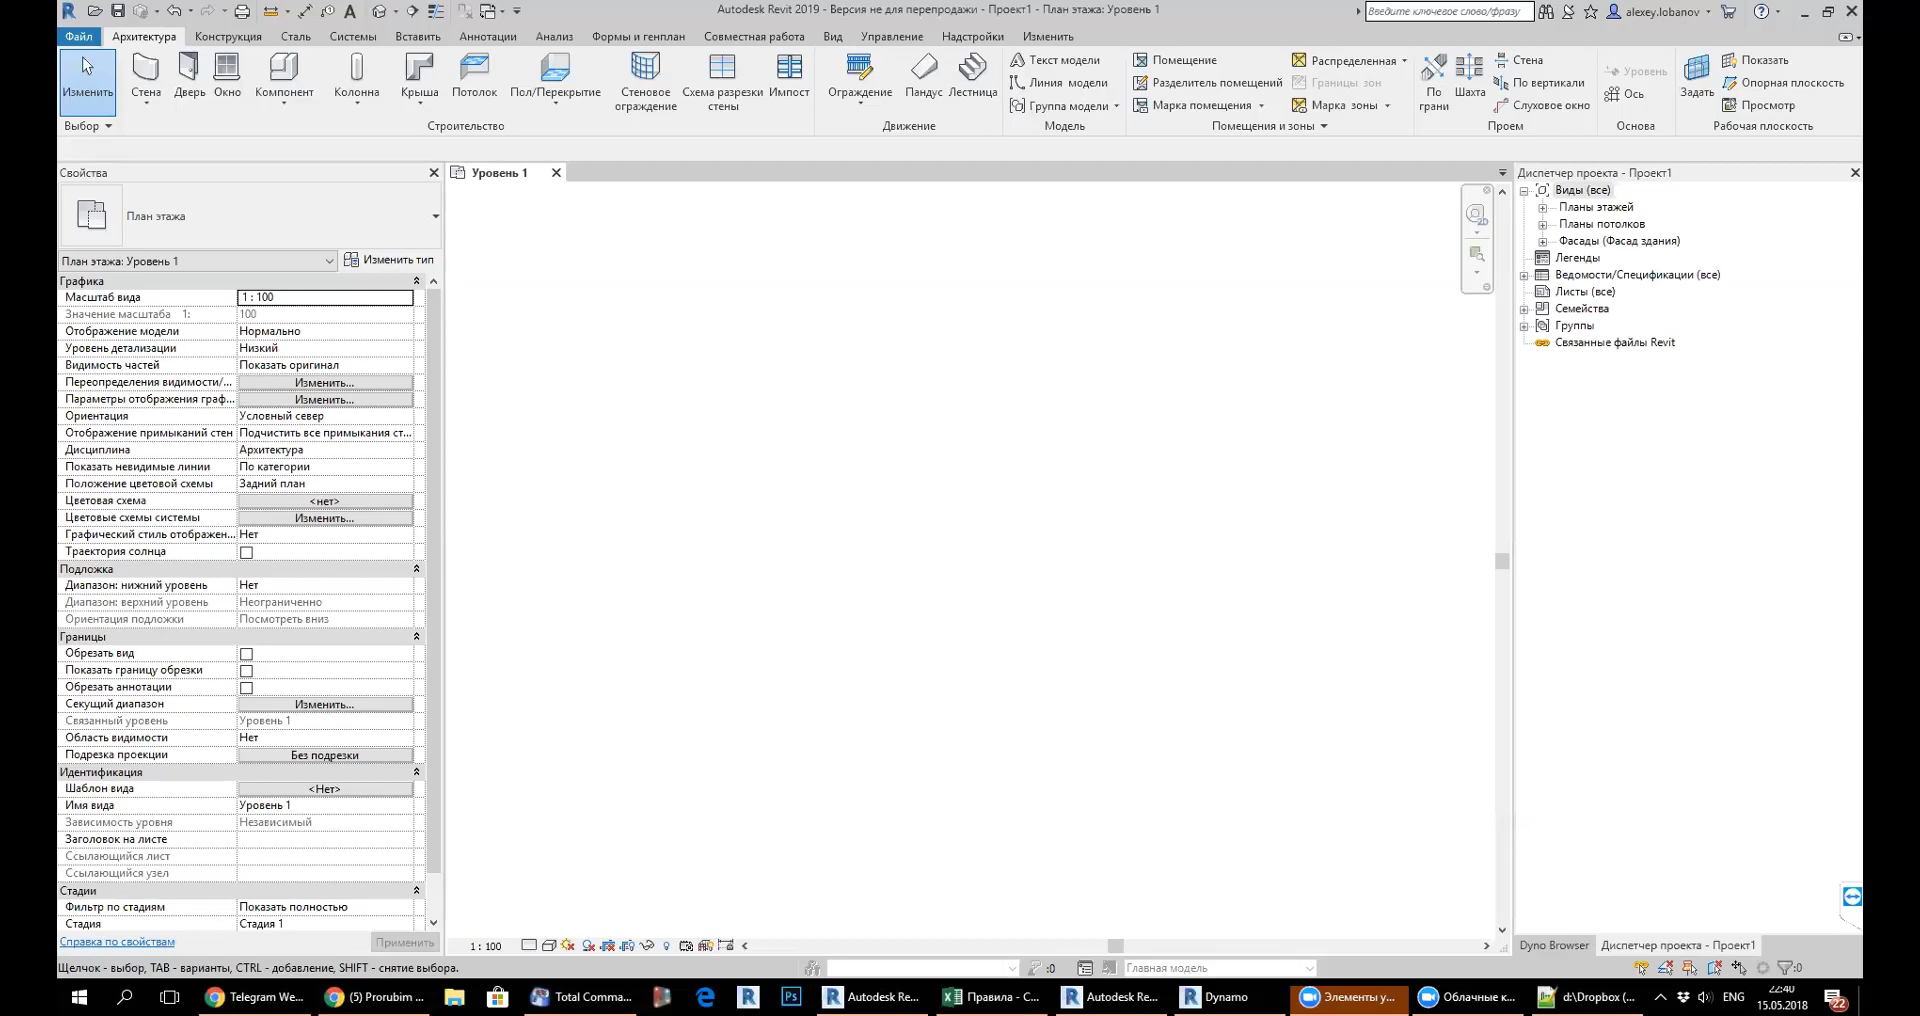 Autodesk Revit 2019 - Версия не для перепродажи - Проект1 - План этажа: Уровень 1
Введите ключевое слово/фразу
alexey.lobanov
Файл Архитектура Конструкция Сталь Системы Вставить Аннотации Анализ Формы и генплан Совместная работа Вид Управление Надстройки Изменить
Изменить
Стена
Дверь
Окно
Компонент
Колонна
Крыша
Потолок
Пол/Перекрытие
Стеновое ограждение
Схема разрезки стены
Импост
Ограждение
Пандус
Лестница
Текст модели
Линия модели
Группа модели
Помещение
Разделитель помещений
Марка помещения
Распределенная
Границы зон
Марка зоны
По грани
Шахта
Стена
По вертикали
Слуховое окно
Уровень
Ось
Задать
Показать
Опорная плоскость
Просмотр
Выбор
Строительство
Движение
Модель
Помещения и зоны
Проем
Основа
Рабочая плоскость
Свойства
План этажа
План этажа: Уровень 1
Изменить тип
Графика
Масштаб вида 1 : 100
Значение масштаба 1: 100
Отображение модели Нормально
Уровень детализации Низкий
Видимость частей Показать оригинал
Переопределения видимости/... Изменить...
Параметры отображения граф... Изменить...
Ориентация Условный север
Отображение примыканий стен Подчистить все примыкания ст...
Дисциплина Архитектура
Показать невидимые линии По категории
Положение цветовой схемы Задний план
Цветовая схема <нет>
Цветовые схемы системы Изменить...
Графический стиль отображен... Нет
Траектория солнца
Подложка
Диапазон: нижний уровень Нет
Диапазон: верхний уровень Неограниченно
Ориентация подложки Посмотреть вниз
Границы
Обрезать вид
Показать границу обрезки
Обрезать аннотации
Секущий диапазон Изменить...
Связанный уровень Уровень 1
Область видимости Нет
Подрезка проекции Без подрезки
Идентификация
Шаблон вида <Нет>
Имя вида Уровень 1
Зависимость уровня Независимый
Заголовок на листе
Ссылающийся лист
Ссылающийся узел
Стадии
Фильтр по стадиям Показать полностью
Стадия Стадия 1
Справка по свойствам
Применить
Уровень 1
2D
1 : 100
Диспетчер проекта - Проект1
Виды (все)
Планы этажей
Планы потолков
Фасады (Фасад здания)
Легенды
Ведомости/Спецификации (все)
Листы (все)
Семейства
Группы
Связанные файлы Revit
Dyno Browser
Диспетчер проекта - Проект1
Щелчок - выбор, TAB - варианты, CTRL - добавление, SHIFT - снятие выбора.
:0
Главная модель
:0
Telegram We...
(5) Prorubim ...
Total Comma...
Ps
Autodesk Re...
Правила - С...
Autodesk Re...
Dynamo
Элементы у...
Облачные к...
d:\Dropbox (...
ENG
22:40
15.05.2018
22